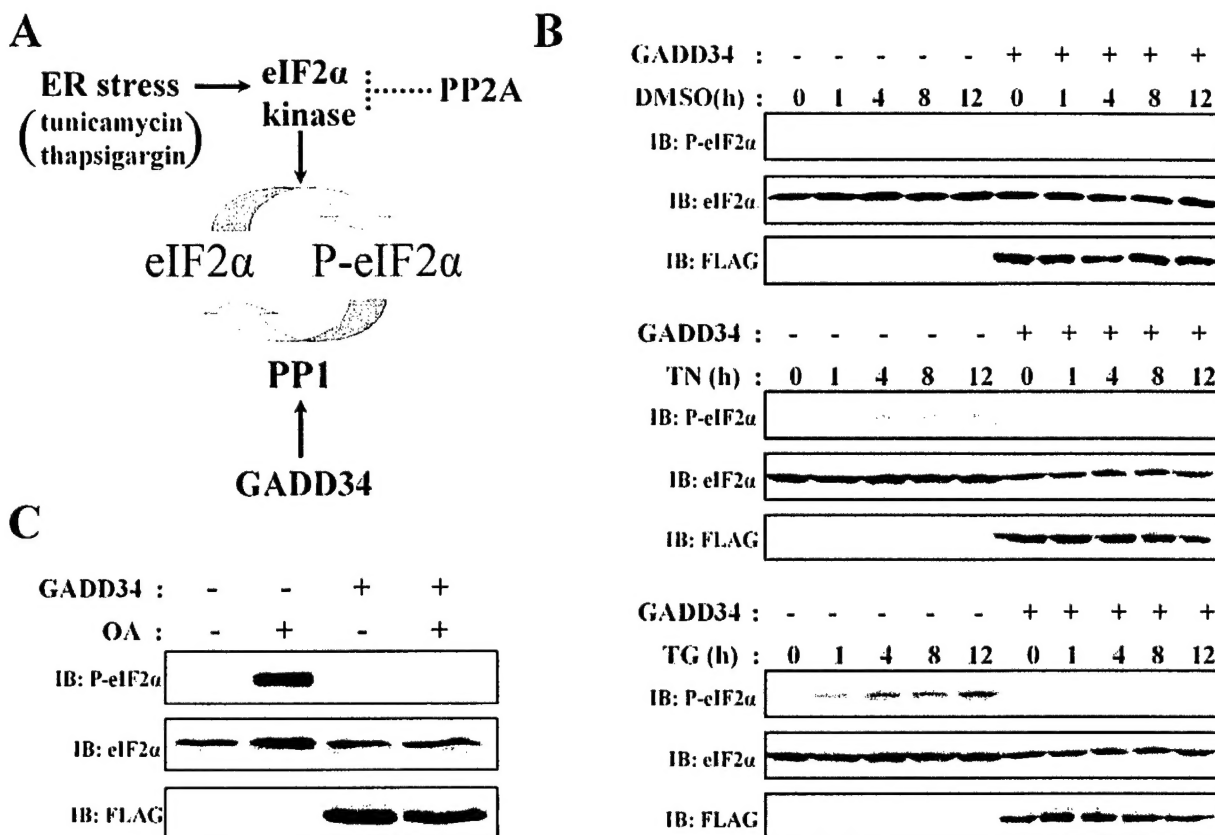 A
ER stress
(tunicamycin
thapsigargin)
eIF2α
kinase
PP2A
eIF2α P-eIF2α
PP1
GADD34
B
GADD34 : - - - - - + + + + +
DMSO(h) : 0 1 4 8 12 0 1 4 8 12
IB: P-eIF2α
IB: eIF2α
IB: FLAG
GADD34 : - - - - - + + + + +
TN (h) : 0 1 4 8 12 0 1 4 8 12
IB: P-eIF2α
IB: eIF2α
IB: FLAG
GADD34 : - - - - - + + + + +
TG (h) : 0 1 4 8 12 0 1 4 8 12
IB: P-eIF2α
IB: eIF2α
IB: FLAG
C
GADD34 : - - + +
OA : - + - +
IB: P-eIF2α
IB: eIF2α
IB: FLAG